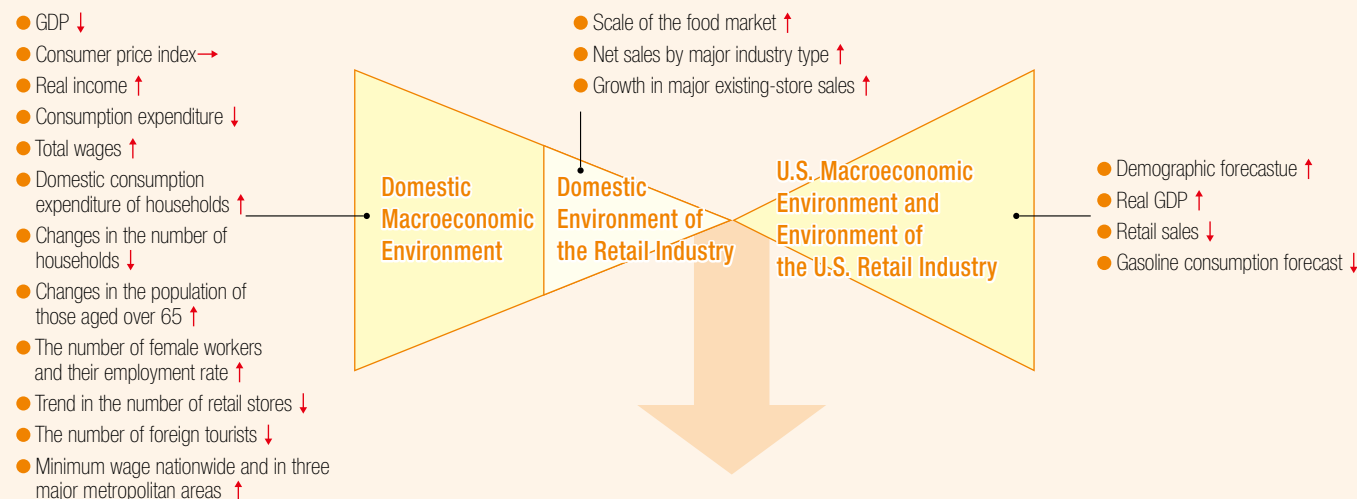 ● GDP ↓
● Consumer price index→
● Real income ↑
● Consumption expenditure ↓
● Total wages ↑
● Domestic consumption
expenditure of households ↑
● Changes in the number of
households ↓
● Changes in the population of
those aged over 65 ↑
● The number of female workers
and their employment rate ↑
● Trend in the number of retail stores ↓
● The number of foreign tourists ↓
● Minimum wage nationwide and in three
major metropolitan areas ↑
● Scale of the food market ↑
● Net sales by major industry type ↑
● Growth in major existing-store sales ↑
Domestic
Macroeconomic
Environment
Domestic
Environment of
the Retail Industry
U.S. Macroeconomic
Environment and
Environment of
the U.S. Retail Industry
● Demographic forecastue ↑
● Real GDP ↑
● Retail sales ↓
● Gasoline consumption forecast ↓